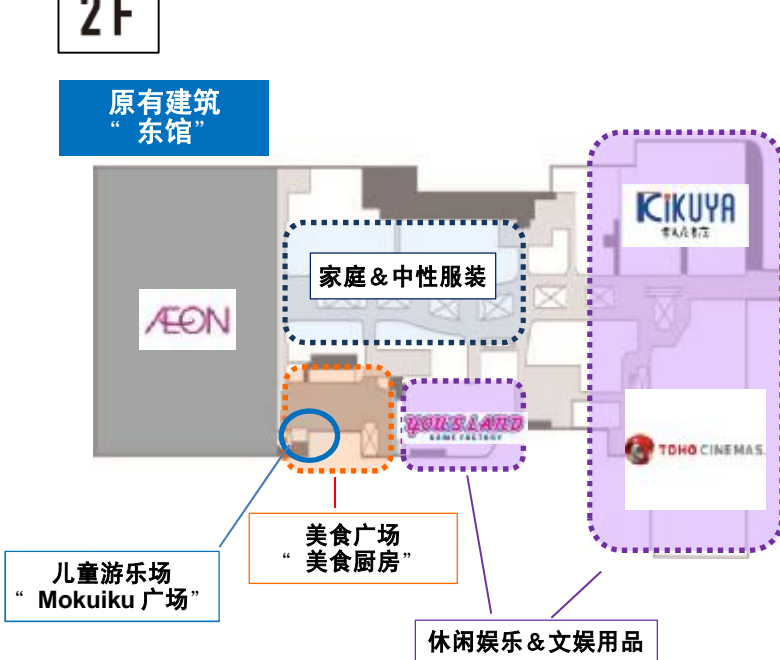 2F
原有建筑
“ 东馆”
KiKUYA
家庭＆中性服装
ÆON
YOU'S LAND
GAME FACTORY
TOHO CINEMAS
美食广场
“ 美食厨房”
儿童游乐场
“ Mokuiku 广场”
休闲娱乐＆文娱用品